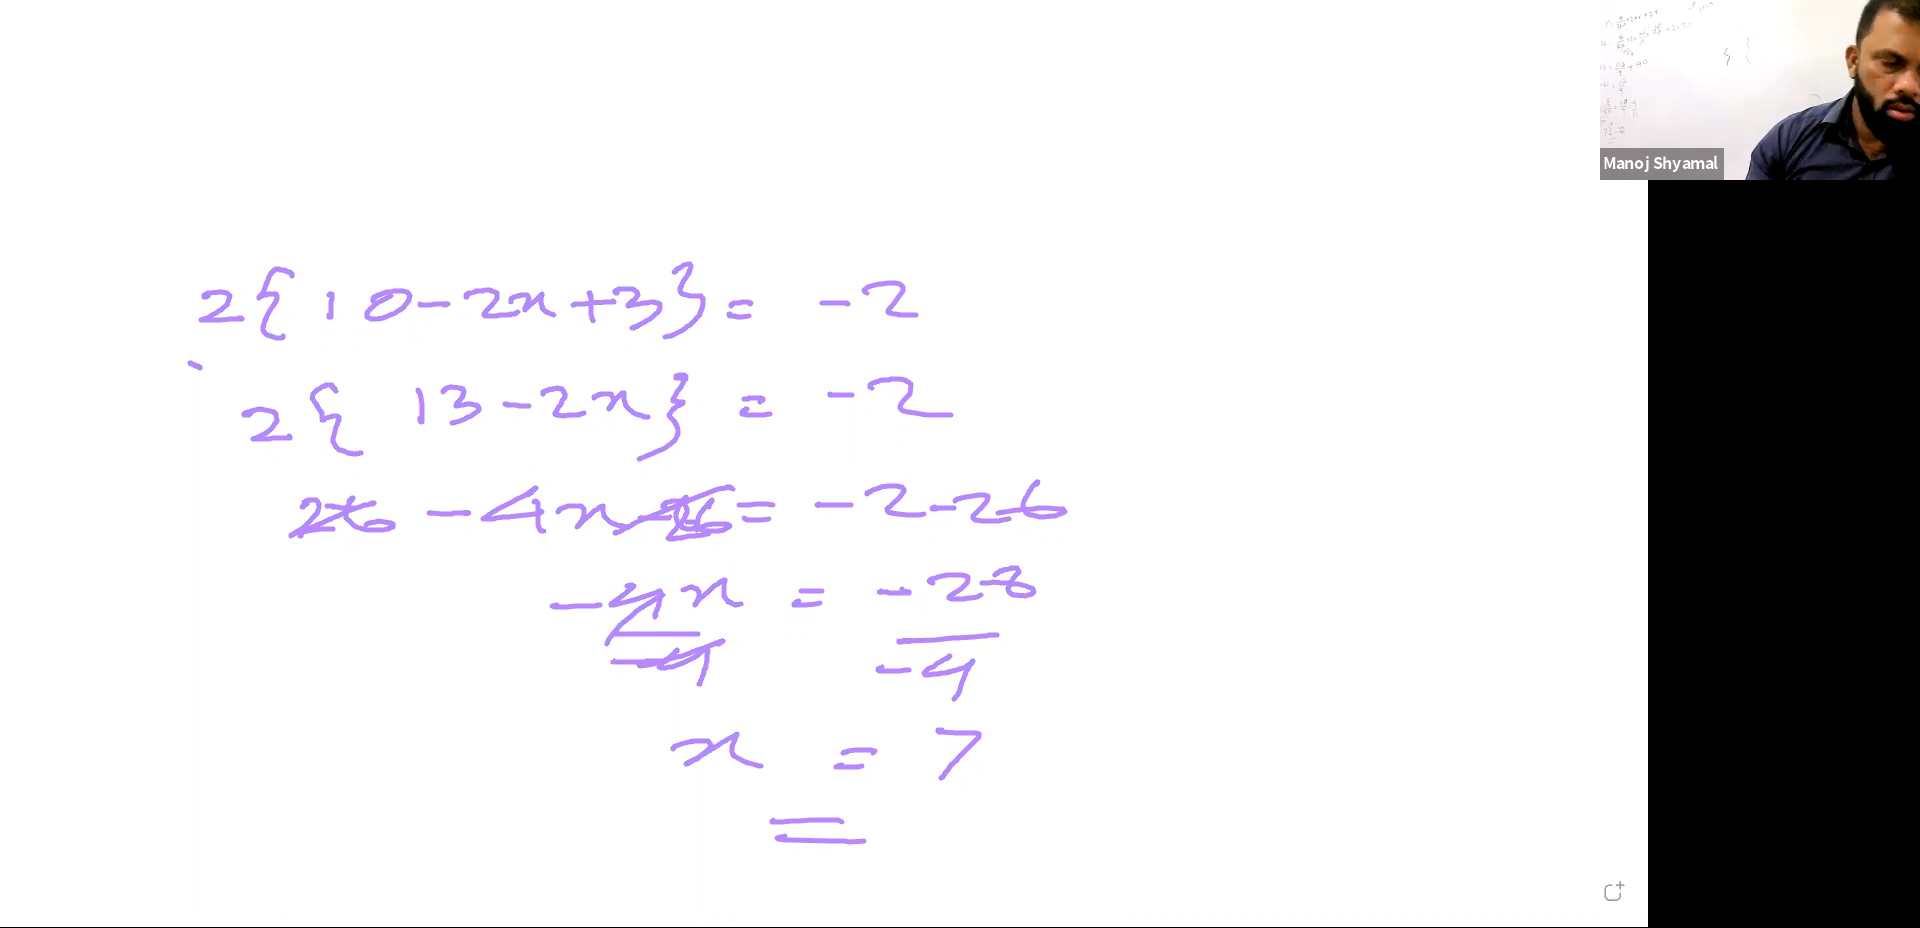 2{10-2x+3} = -2
2{ 13-2x} = -2
26 - 4x - 26 = -2-26
-4x = -28
-4 -4
x = 7
Manoj Shyamal